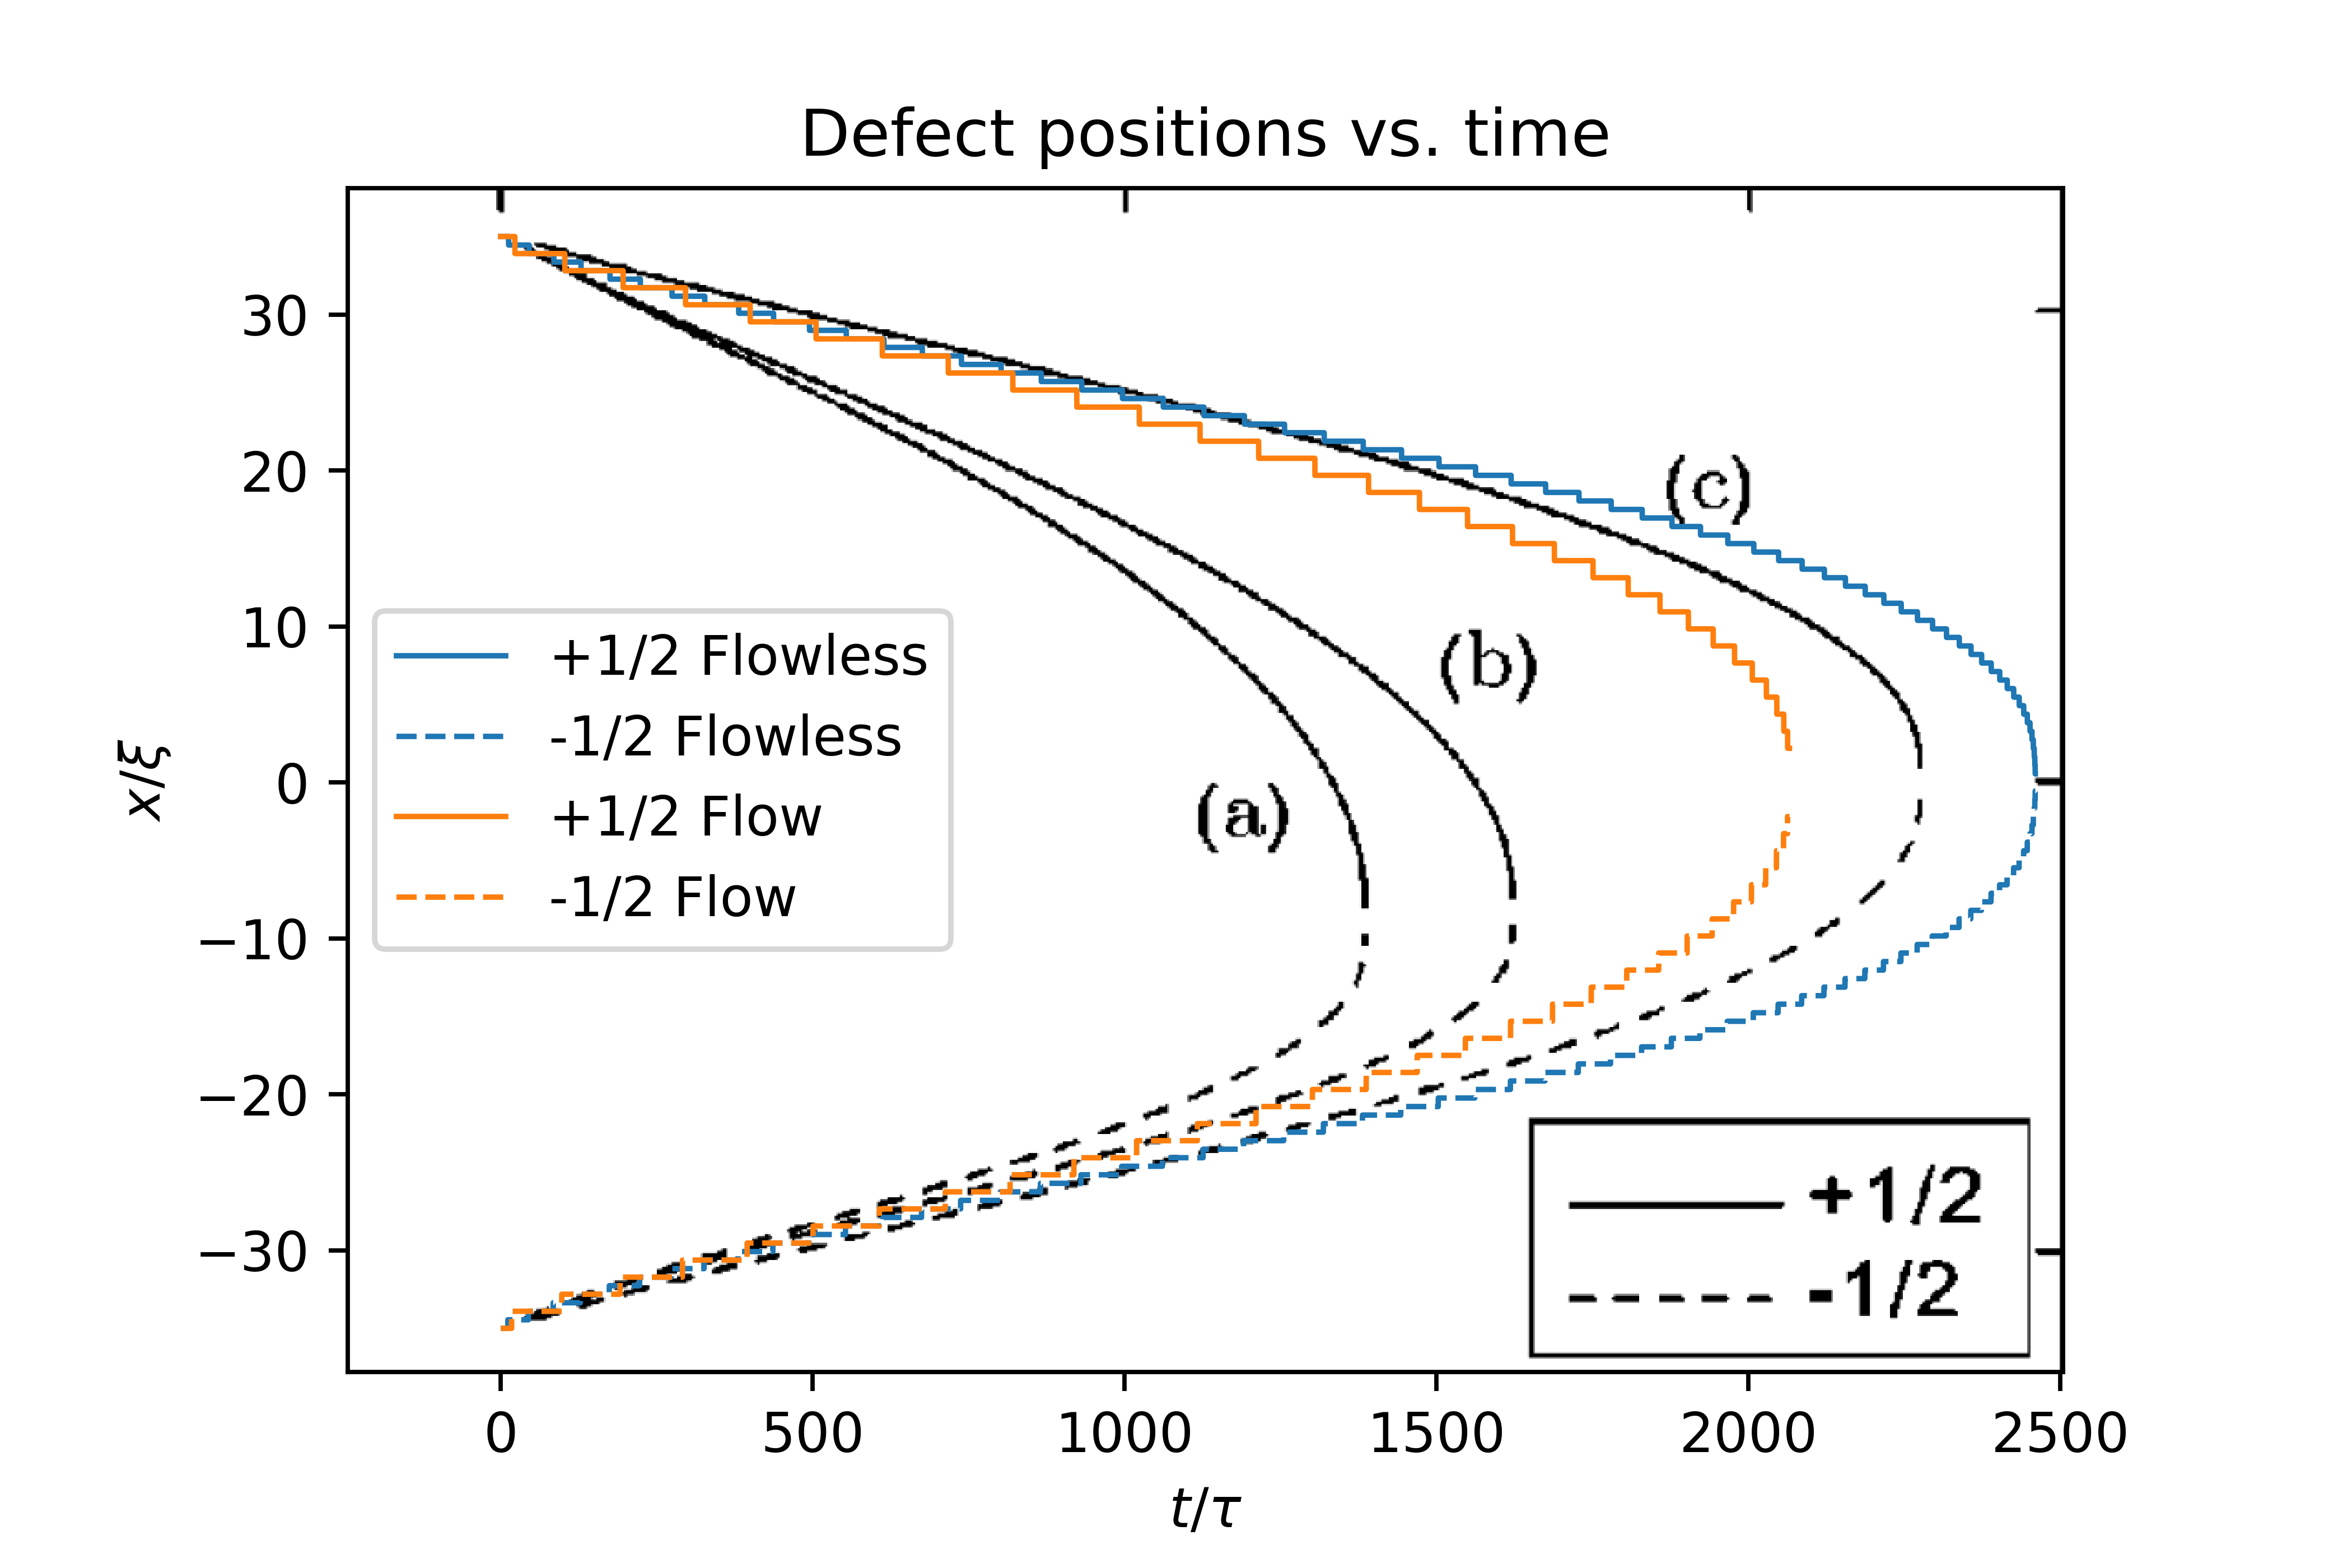 Defect positions vs. time
30
20
10
0
−10
−20
−30
x/ξ
+1/2 Flowless
-1/2 Flowless
+1/2 Flow
-1/2 Flow
(a)
(b)
(c)
+1/2
-1/2
0 500 1000 1500 2000 2500
t/τ